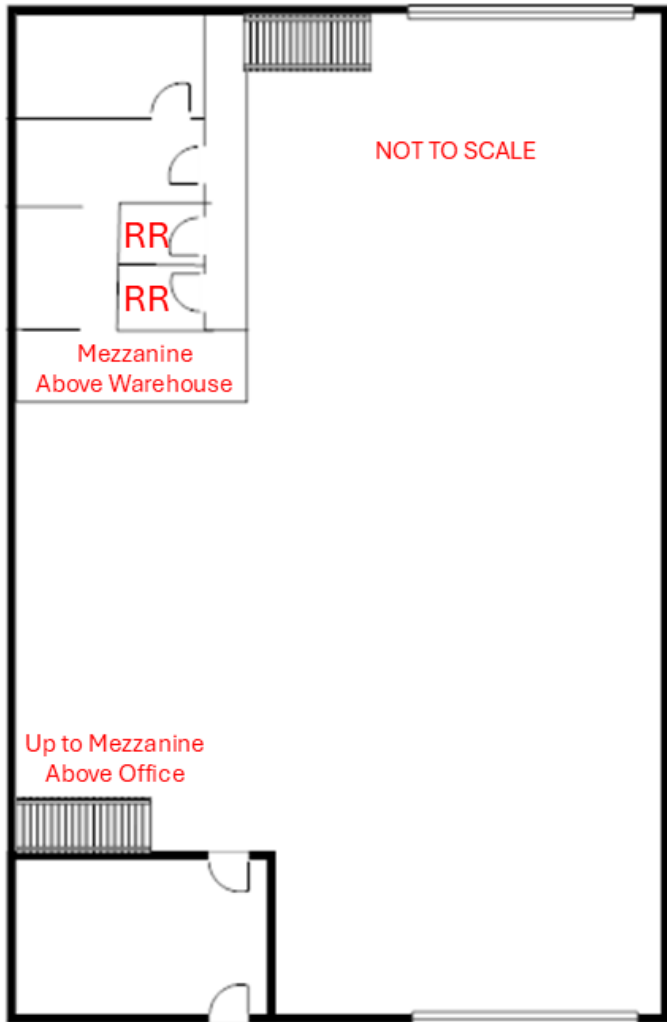 NOT TO SCALE
RR
RR
Mezzanine
Above Warehouse
Up to Mezzanine
Above Office